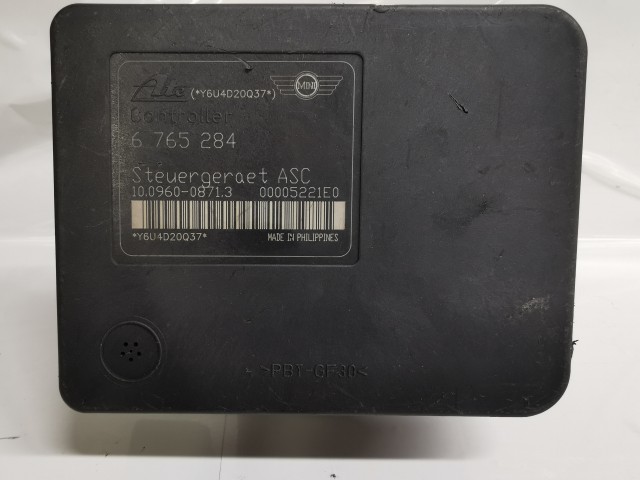 Ate (*Y6U4D20Q37*) MINI
Controller
6 765 284
Steuergeraet ASC
10.0960-0871.3 00005221E0
*Y6U4D20Q37* MADE IN PHILIPPINES
>PBT-GF30<